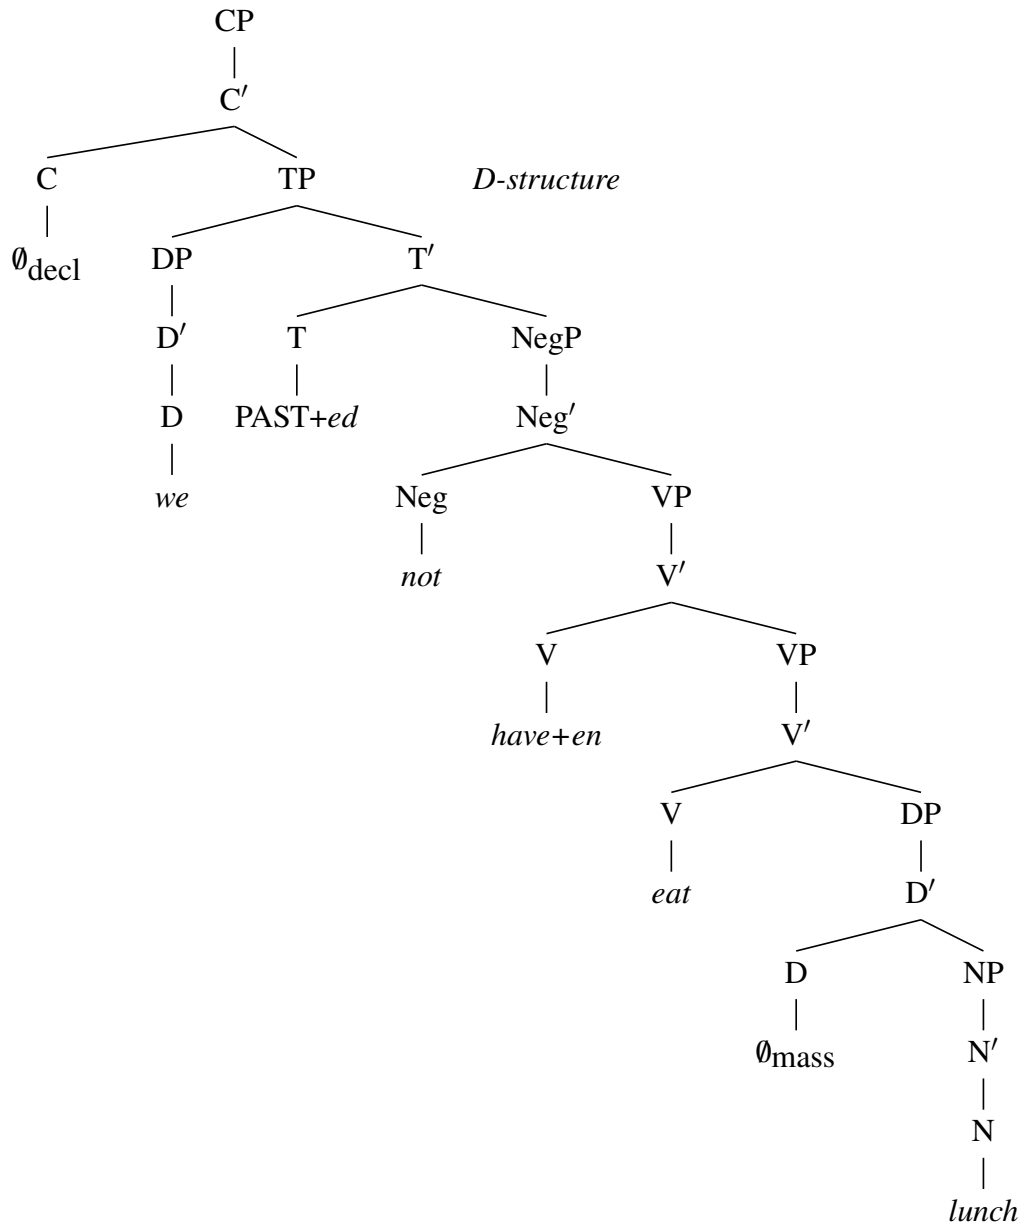 CP
C′
C TP D-structure
∅decl DP T′
D′ T NegP
D PAST+ed Neg′
we Neg VP
not V′
V VP
have+en V′
V DP
eat D′
D NP
∅mass N′
N
lunch